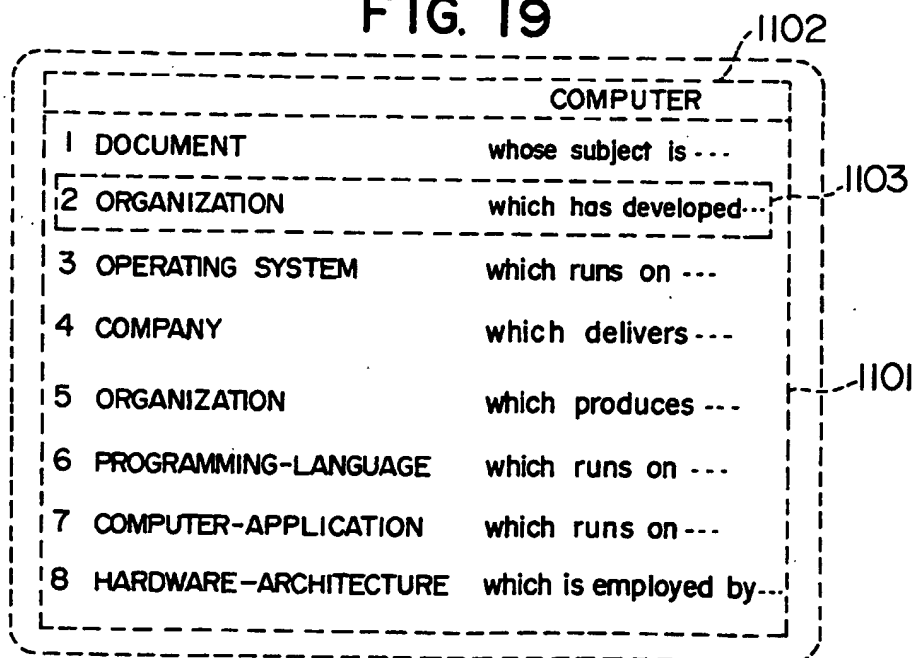 FIG. 19
1102
COMPUTER
1 DOCUMENT whose subject is ---
2 ORGANIZATION which has developed---
1103
3 OPERATING SYSTEM which runs on ---
4 COMPANY which delivers ---
1101
5 ORGANIZATION which produces ---
6 PROGRAMMING-LANGUAGE which runs on ---
7 COMPUTER-APPLICATION which runs on ---
8 HARDWARE-ARCHITECTURE which is employed by---